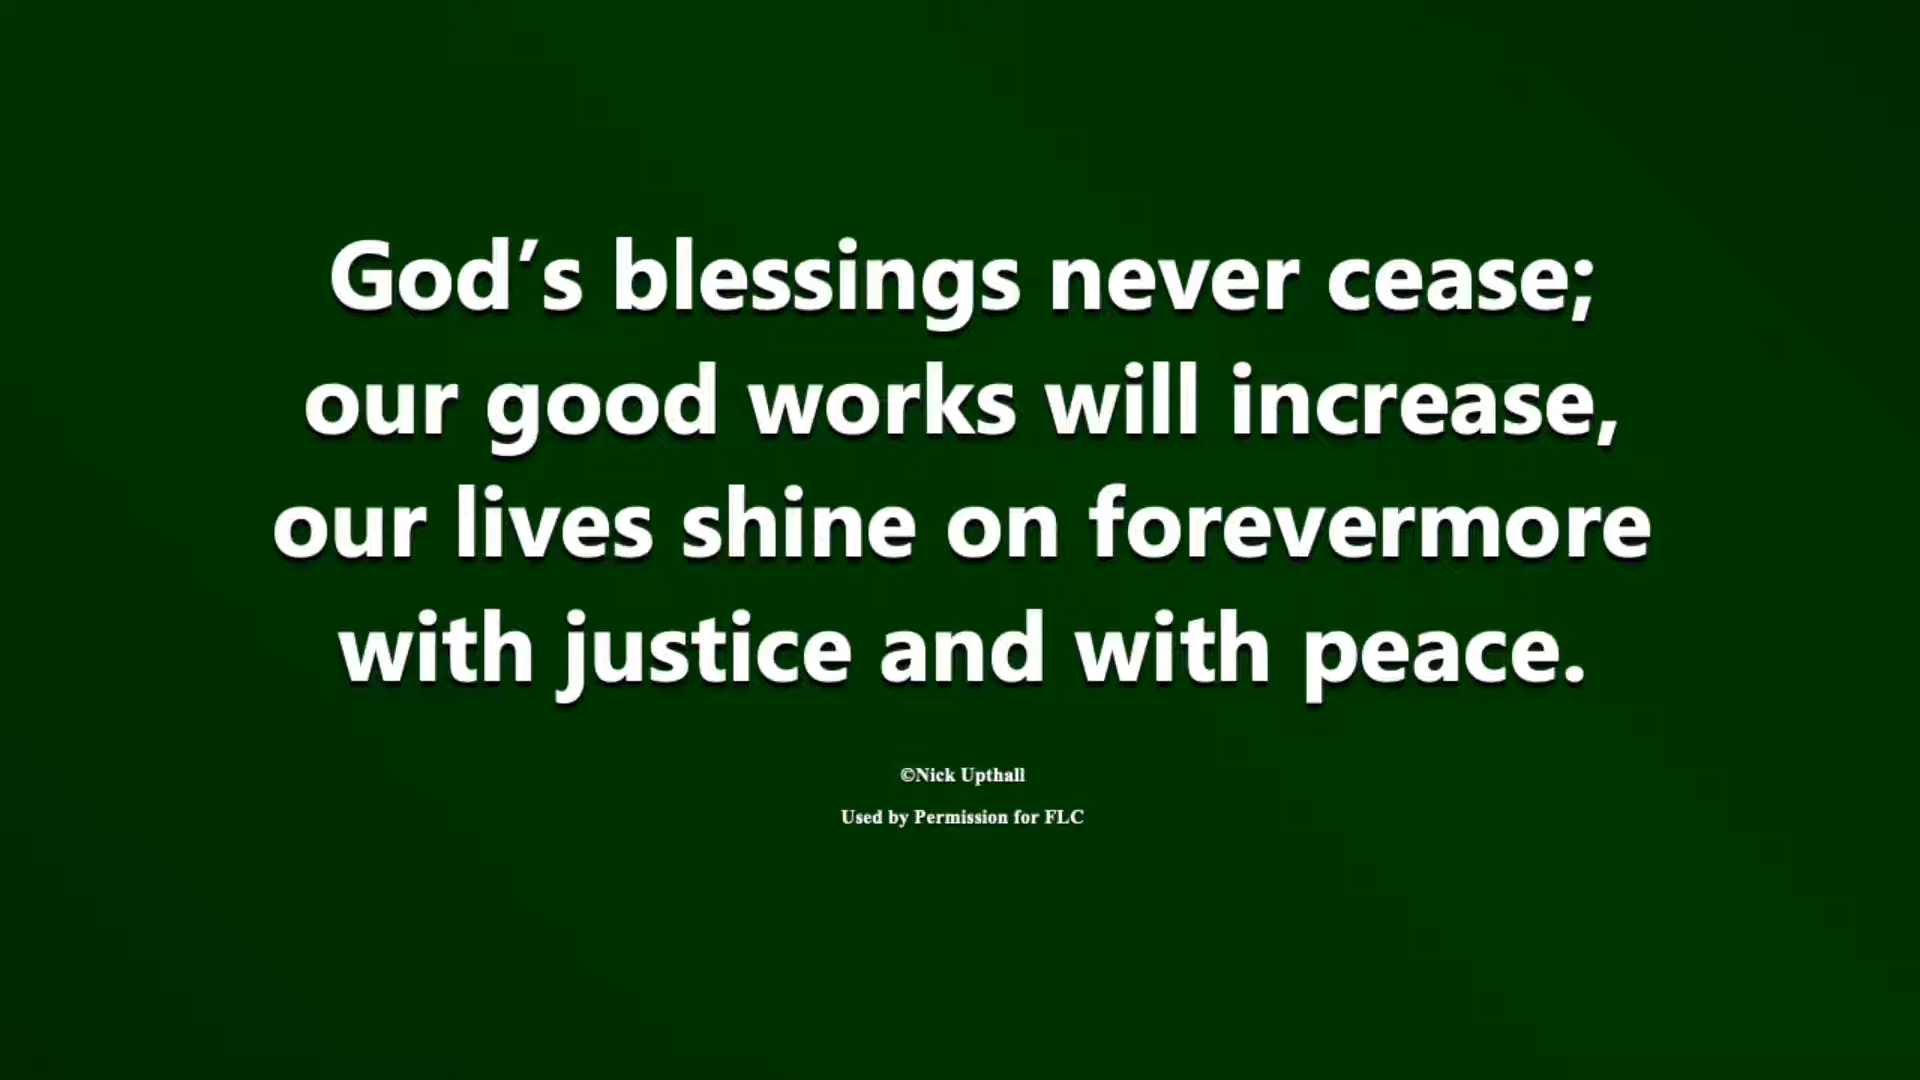 God’s blessings never cease;
our good works will increase,
our lives shine on forevermore
with justice and with peace.
©Nick Upthall
Used by Permission for FLC